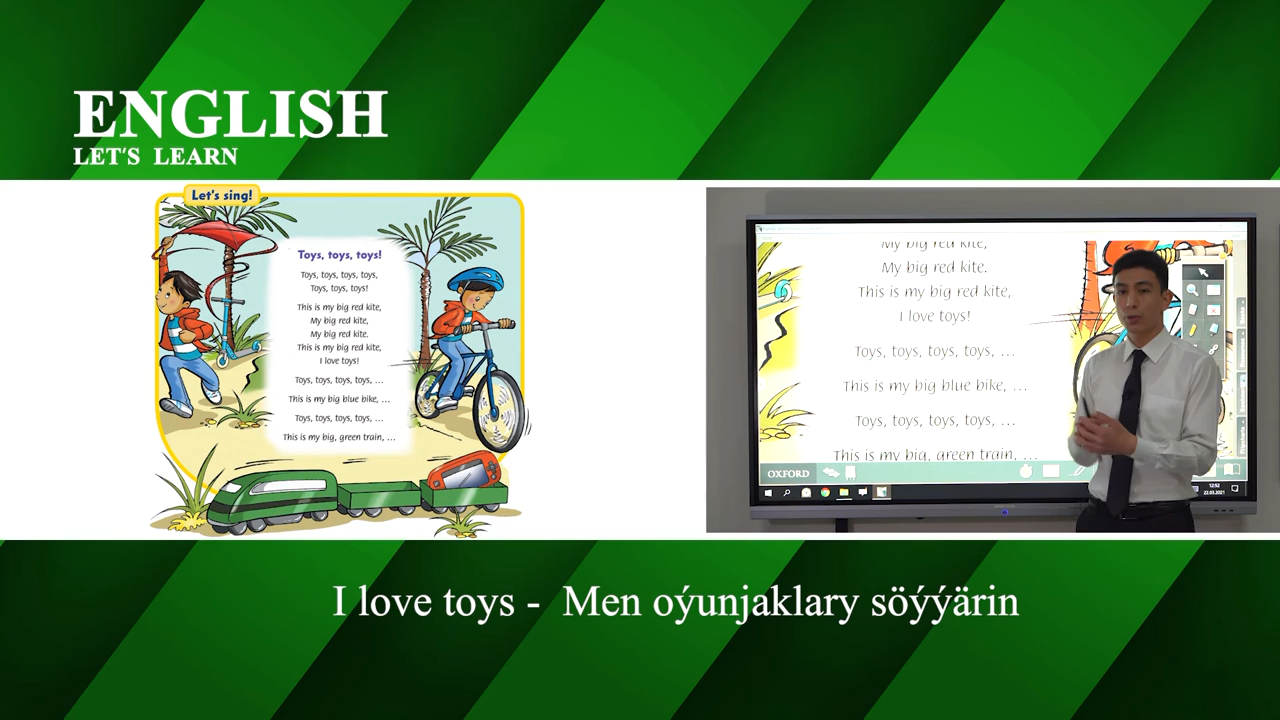 ENGLISH
LET'S LEARN
Let's sing!
Toys, toys, toys!
Toys, toys, toys, toys,
Toys, toys, toys!
This is my big red kite,
My big red kite,
My big red kite.
This is my big red kite,
I love toys!
Toys, toys, toys, toys, ...
This is my big blue bike, ...
Toys, toys, toys, toys, ...
This is my big, green train, ...
My big red kite,
My big red kite.
This is my big red kite,
I love toys!
Toys, toys, toys, toys, ...
This is my big blue bike, ...
Toys, toys, toys, toys, ...
This is my big, green train, ...
OXFORD
12:52
22.03.2021
I love toys - Men oýunjaklary söýýärin